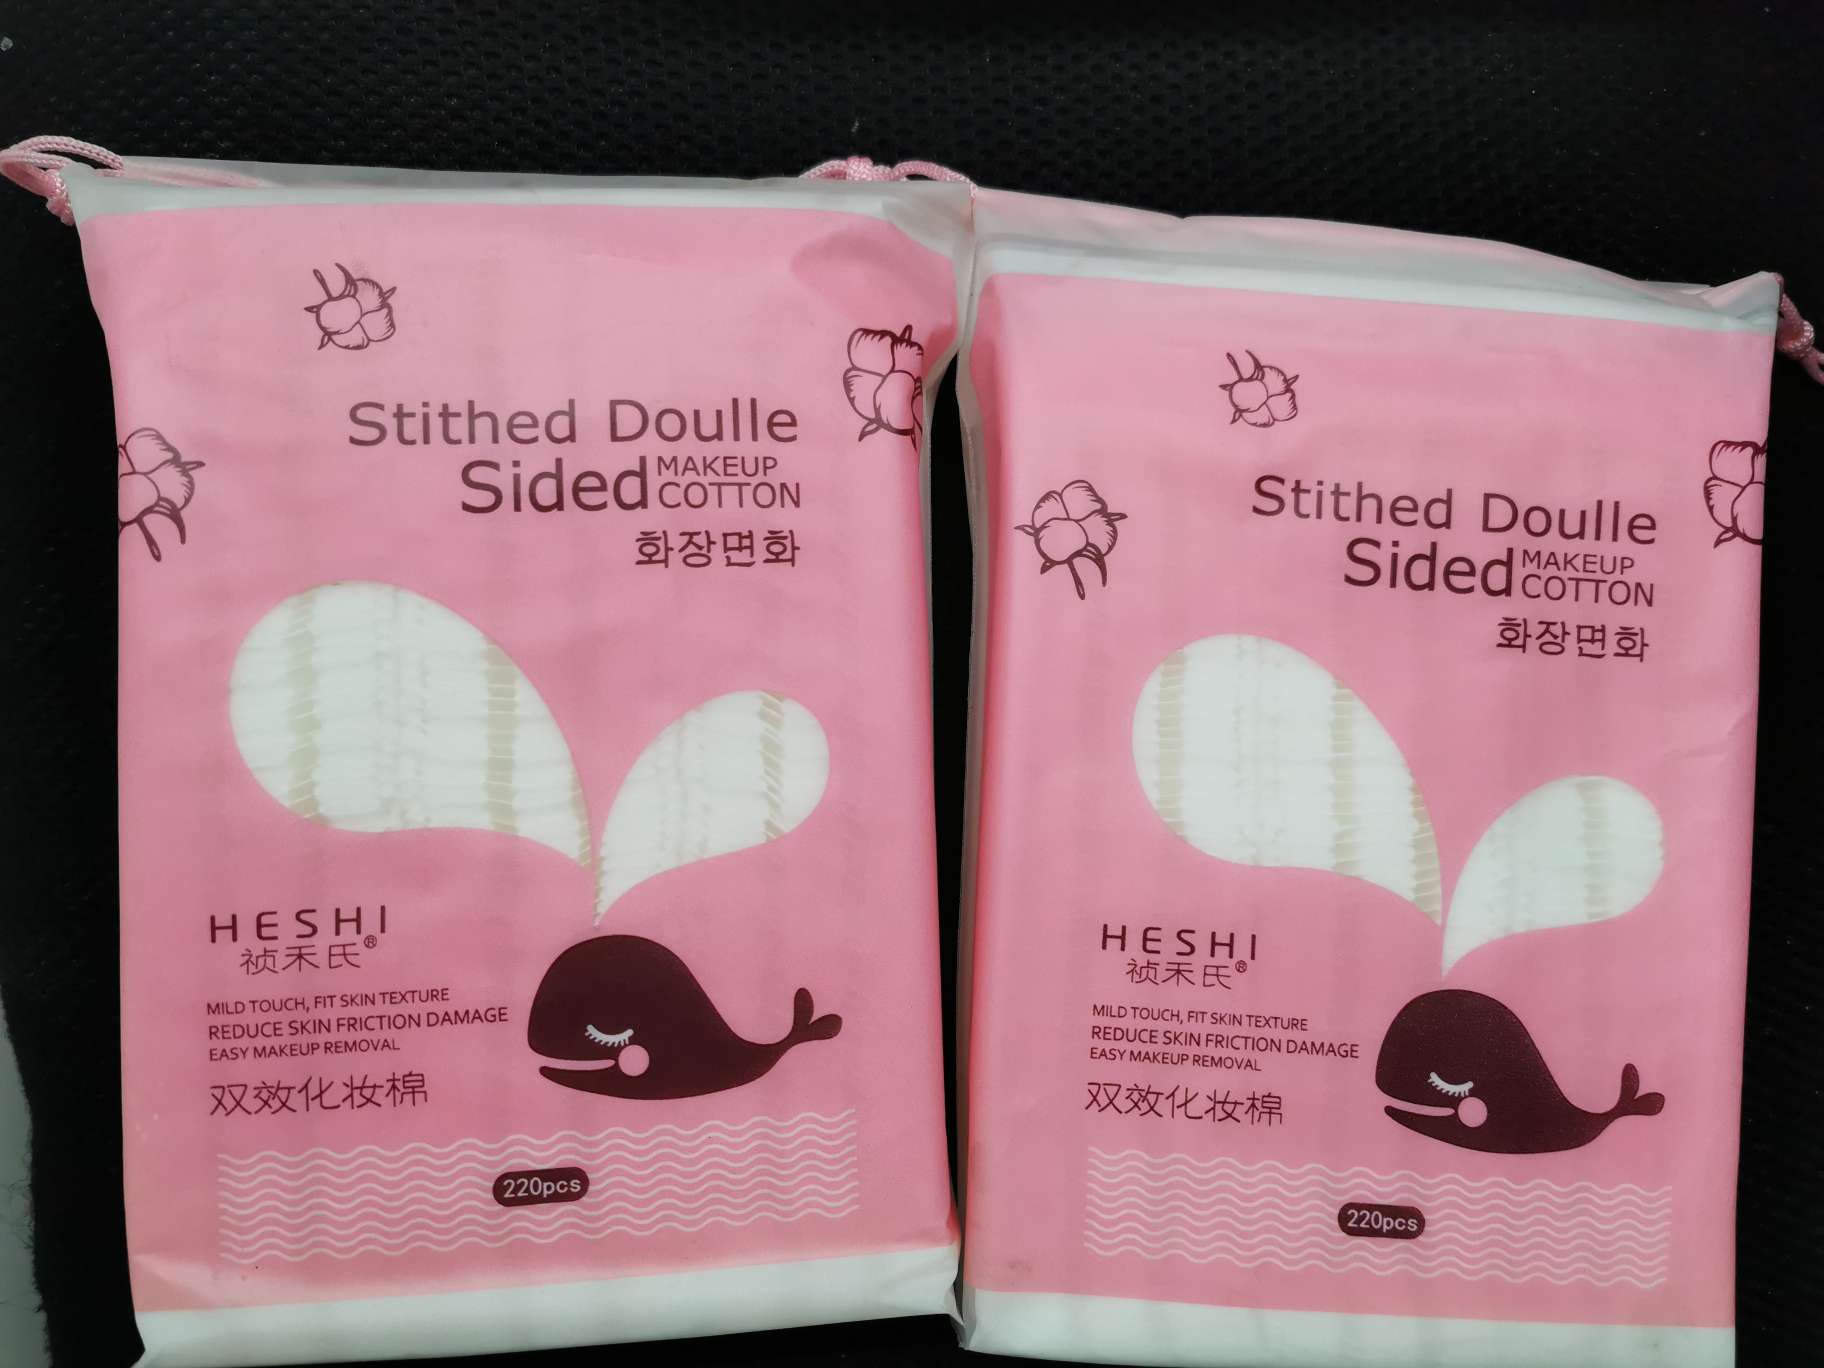 Stithed Doulle
Sided MAKEUP
COTTON
화장면화
HESHI
祯禾氏®
MILD TOUCH, FIT SKIN TEXTURE
REDUCE SKIN FRICTION DAMAGE
EASY MAKEUP REMOVAL
双效化妆棉
220pcs
Stithed Doulle
Sided MAKEUP
COTTON
화장면화
HESHI
祯禾氏®
MILD TOUCH, FIT SKIN TEXTURE
REDUCE SKIN FRICTION DAMAGE
EASY MAKEUP REMOVAL
双效化妆棉
220pcs